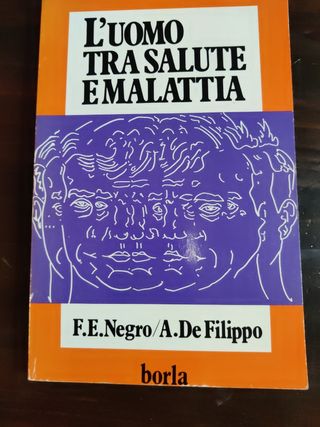 L'UOMO
TRA SALUTE
E MALATTIA
F.E.Negro/A.De Filippo
borla